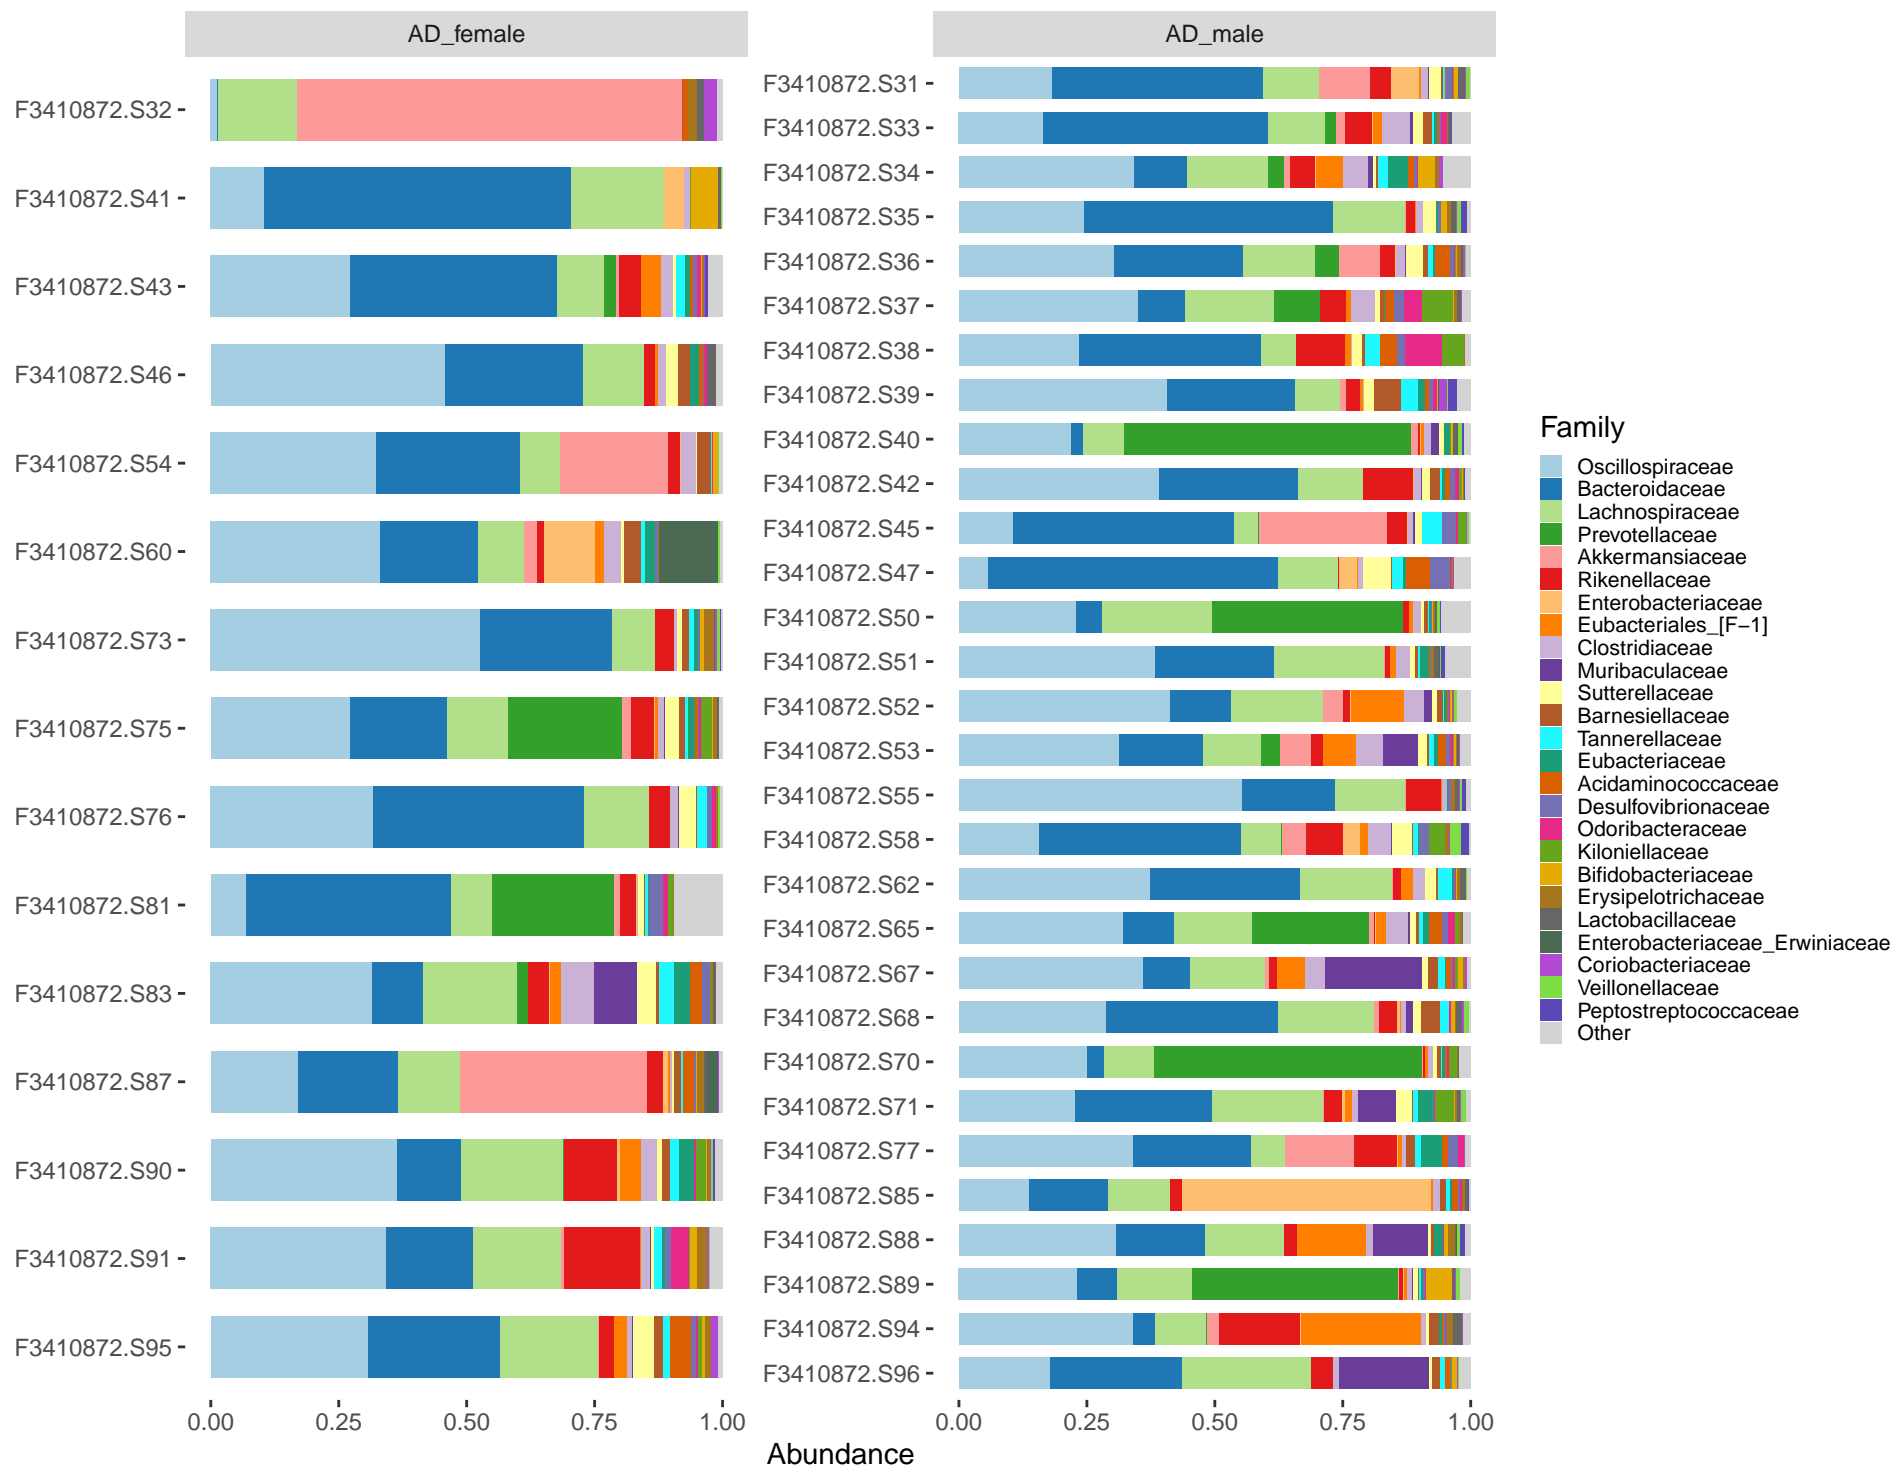 AD_female
AD_male
F3410872.S32
F3410872.S41
F3410872.S43
F3410872.S46
F3410872.S54
F3410872.S60
F3410872.S73
F3410872.S75
F3410872.S76
F3410872.S81
F3410872.S83
F3410872.S87
F3410872.S90
F3410872.S91
F3410872.S95
0.00 0.25 0.50 0.75 1.00
F3410872.S31
F3410872.S33
F3410872.S34
F3410872.S35
F3410872.S36
F3410872.S37
F3410872.S38
F3410872.S39
F3410872.S40
F3410872.S42
F3410872.S45
F3410872.S47
F3410872.S50
F3410872.S51
F3410872.S52
F3410872.S53
F3410872.S55
F3410872.S58
F3410872.S62
F3410872.S65
F3410872.S67
F3410872.S68
F3410872.S70
F3410872.S71
F3410872.S77
F3410872.S85
F3410872.S88
F3410872.S89
F3410872.S94
F3410872.S96
0.00 0.25 0.50 0.75 1.00
Abundance
Family
Oscillospiraceae
Bacteroidaceae
Lachnospiraceae
Prevotellaceae
Akkermansiaceae
Rikenellaceae
Enterobacteriaceae
Eubacteriales_[F−1]
Clostridiaceae
Muribaculaceae
Sutterellaceae
Barnesiellaceae
Tannerellaceae
Eubacteriaceae
Acidaminococcaceae
Desulfovibrionaceae
Odoribacteraceae
Kiloniellaceae
Bifidobacteriaceae
Erysipelotrichaceae
Lactobacillaceae
Enterobacteriaceae_Erwiniaceae
Coriobacteriaceae
Veillonellaceae
Peptostreptococcaceae
Other